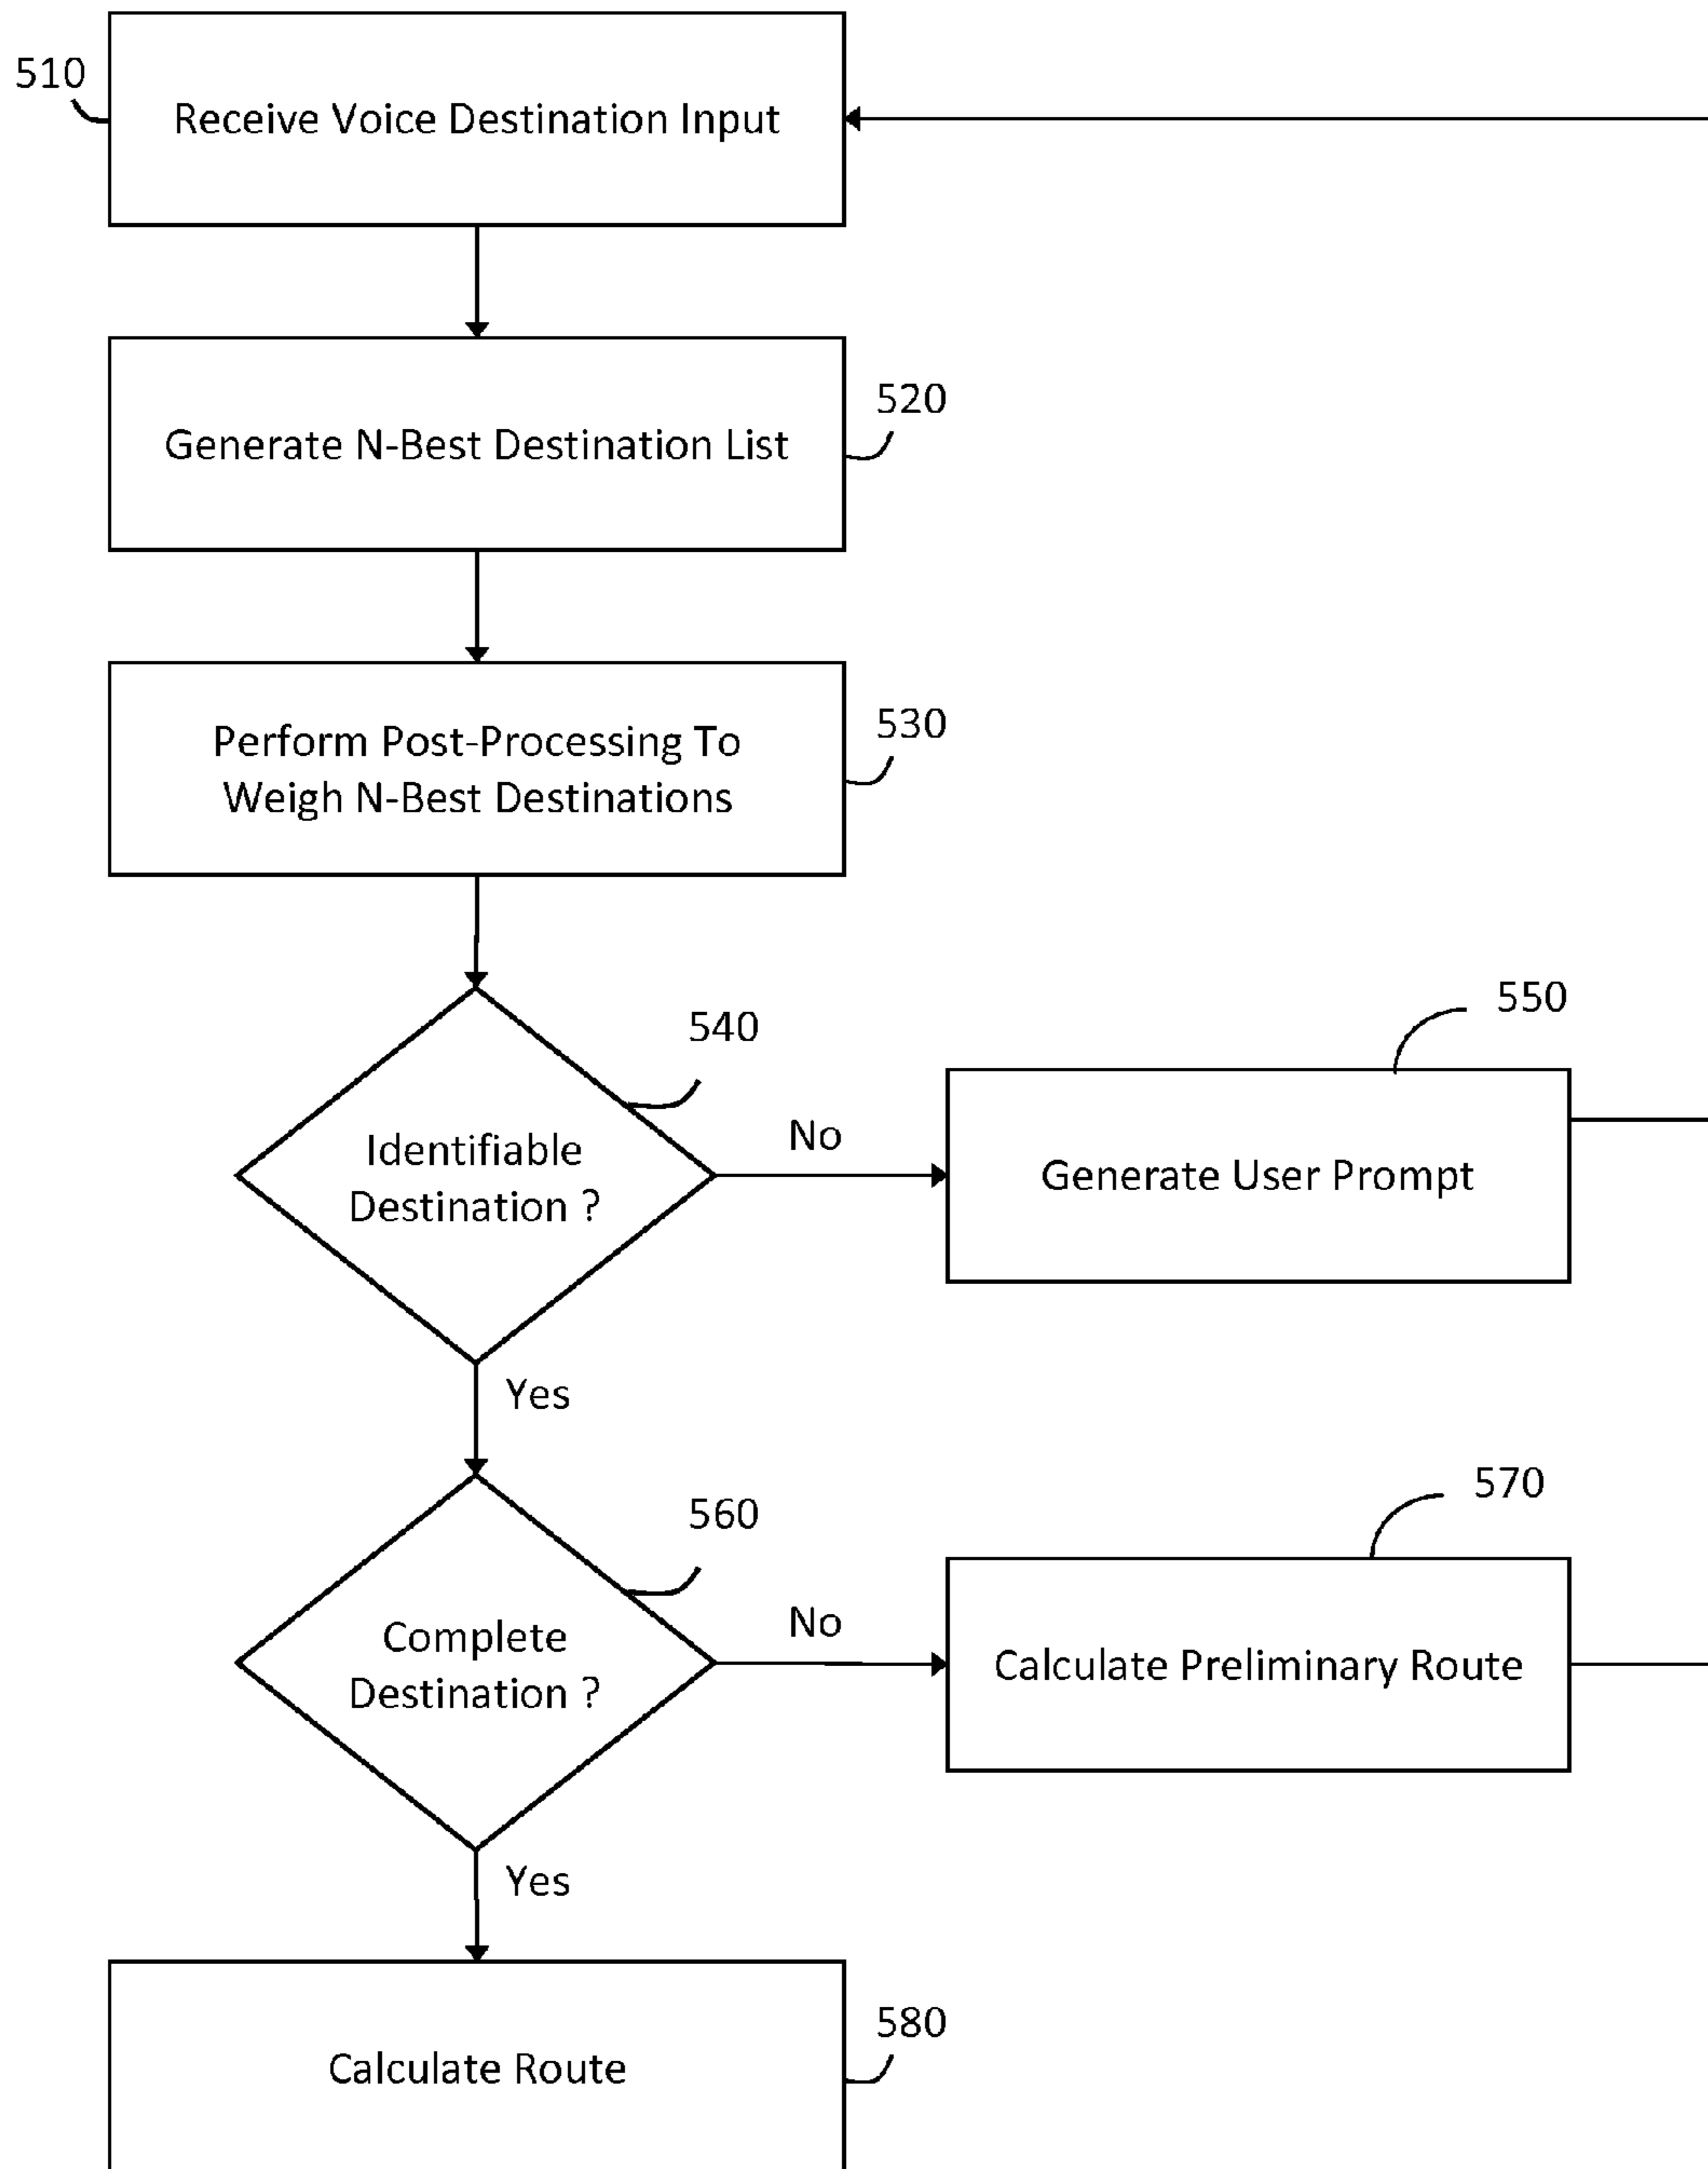 510
Receive Voice Destination Input
520
Generate N-Best Destination List
530
Perform Post-Processing To
Weigh N-Best Destinations
540
Identifiable
Destination ?
No
550
Generate User Prompt
Yes
560
Complete
Destination ?
No
570
Calculate Preliminary Route
Yes
580
Calculate Route